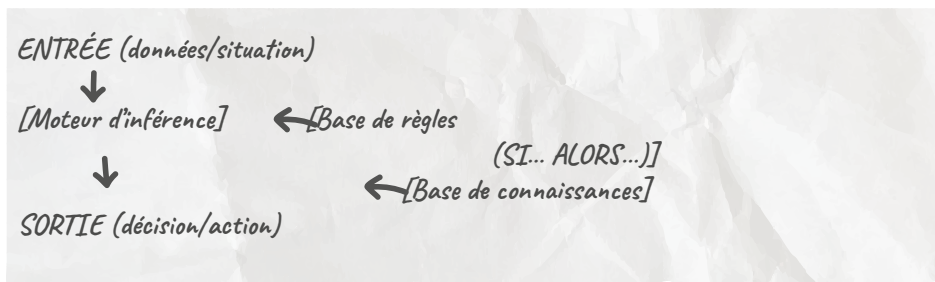 ENTRÉE (données/situation)
[Moteur d'inférence] [Base de règles
(SI... ALORS...)]
[Base de connaissances]
SORTIE (décision/action)